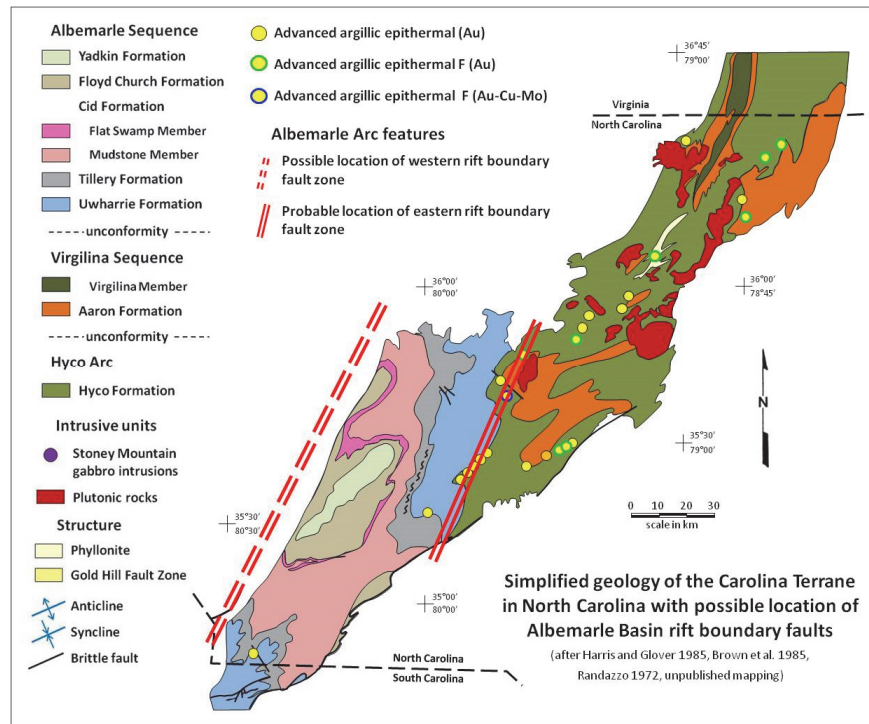 Albemarle Sequence
Yadkin Formation
Floyd Church Formation
Cid Formation
Flat Swamp Member
Mudstone Member
Tillery Formation
Uwharrie Formation
-----unconformity-----
Virgilina Sequence
Virgilina Member
Aaron Formation
-----unconformity-----
Hyco Arc
Hyco Formation
Intrusive units
Stoney Mountain
gabbro intrusions
Plutonic rocks
Structure
Phyllonite
Gold Hill Fault Zone
Anticline
Syncline
Brittle fault
Advanced argillic epithermal (Au)
Advanced argillic epithermal F (Au)
Advanced argillic epithermal F (Au-Cu-Mo)
Albemarle Arc features
Possible location of western rift boundary
fault zone
Probable location of eastern rift boundary
fault zone
36°45'
79°00'
Virginia
North Carolina
36°00'
80°00'
36°00'
78°45'
N
35°30'
79°00'
35°30'
80°30'
0 10 20 30
scale in km
35°00'
80°00'
North Carolina
South Carolina
Simplified geology of the Carolina Terrane
in North Carolina with possible location of
Albemarle Basin rift boundary faults
(after Harris and Glover 1985, Brown et al. 1985,
Randazzo 1972, unpublished mapping)